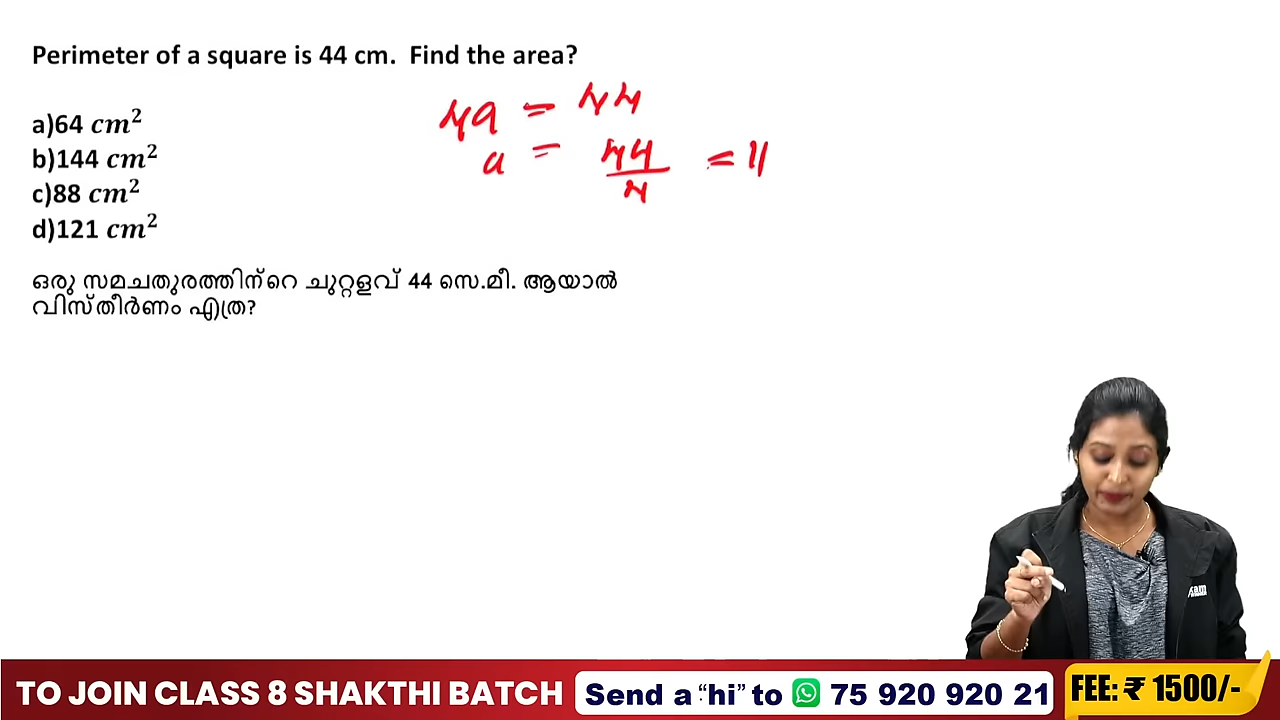 Perimeter of a square is 44 cm.  Find the area?
4a = 44
a = 44/4 = 11
a)64 cm²
b)144 cm²
c)88 cm²
d)121 cm²
ഒരു സമചതുരത്തിന്റെ ചുറ്റളവ് 44 സെ.മീ. ആയാൽ
വിസ്തീർണം എത്ര?
TO JOIN CLASS 8 SHAKTHI BATCH
Send a “hi” to 75 920 920 21
FEE: ₹ 1500/-